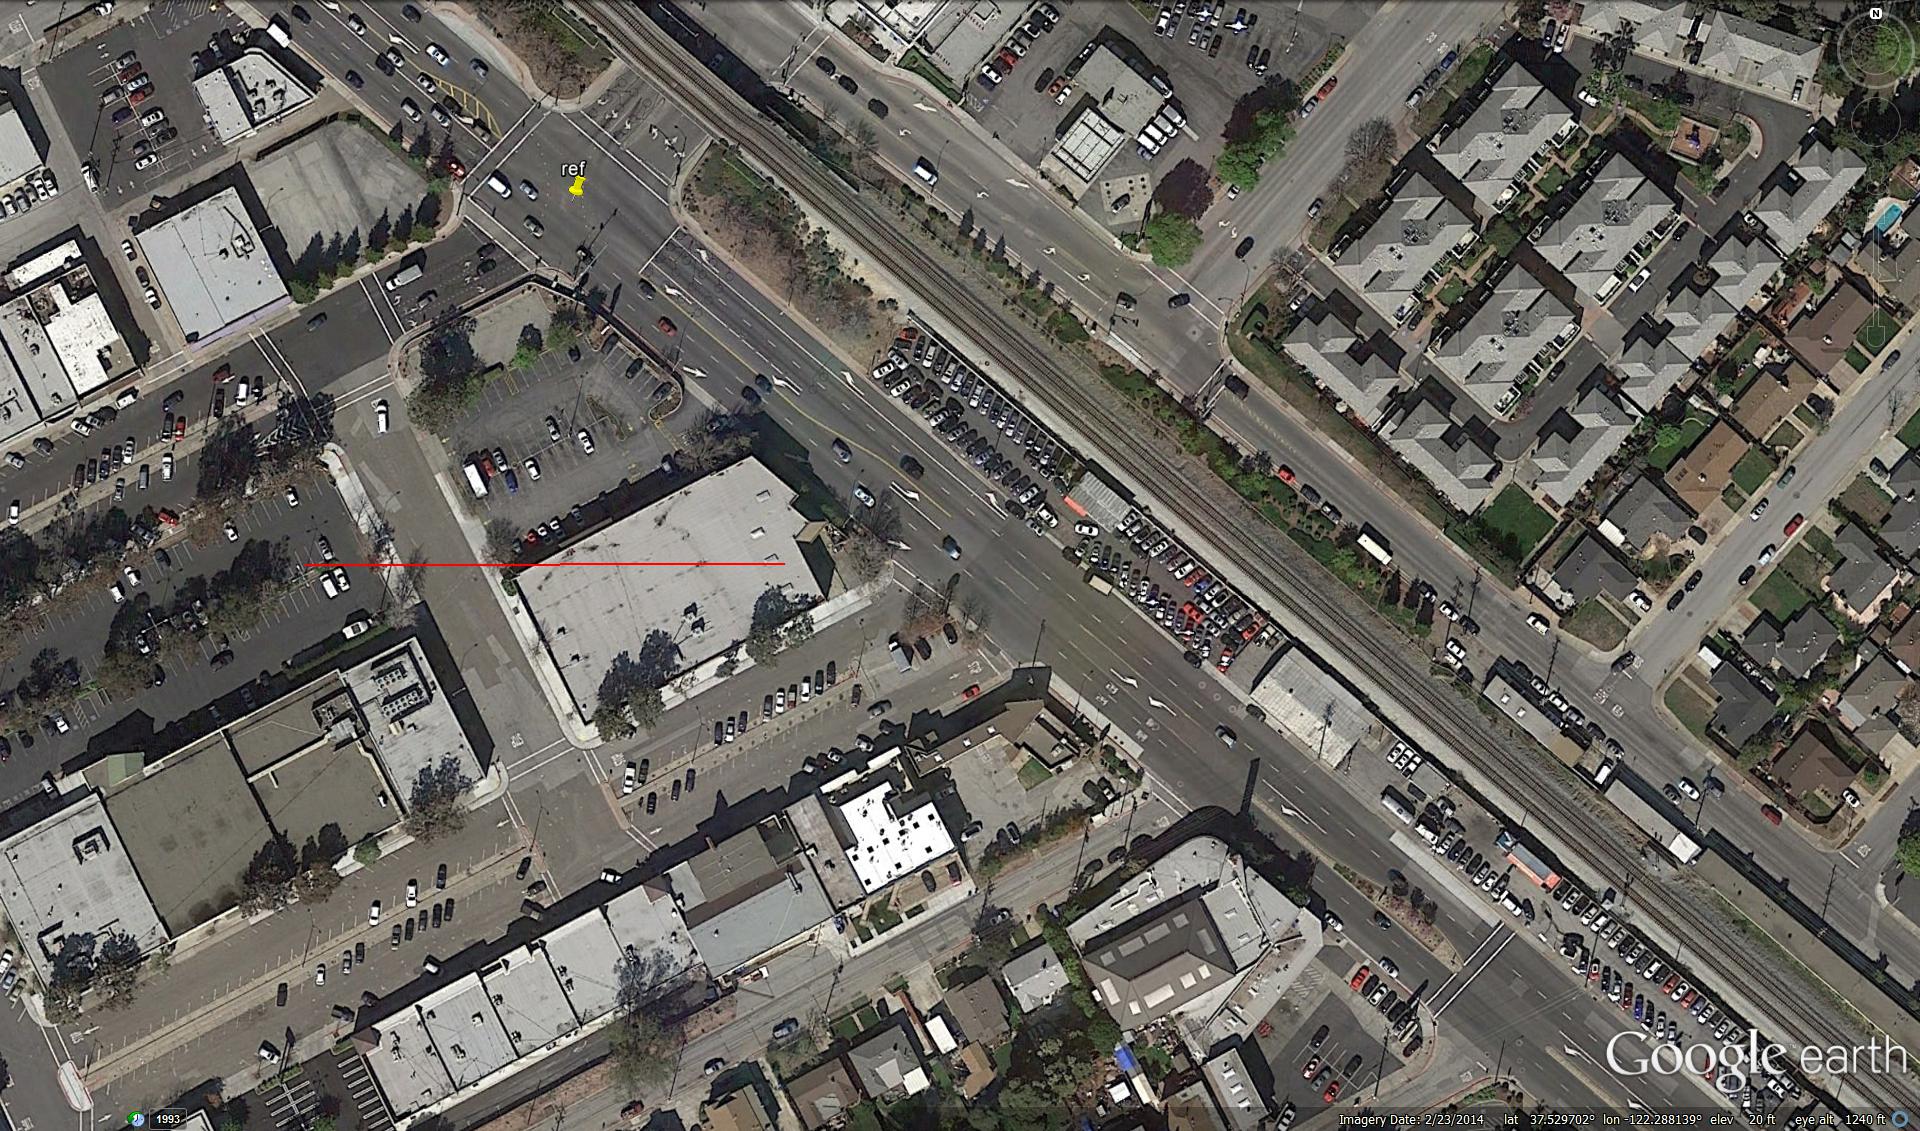 N
ref
Google earth
1993
Imagery Date: 2/23/2014 lat 37.529702° lon -122.288139° elev 20 ft eye alt 1240 ft